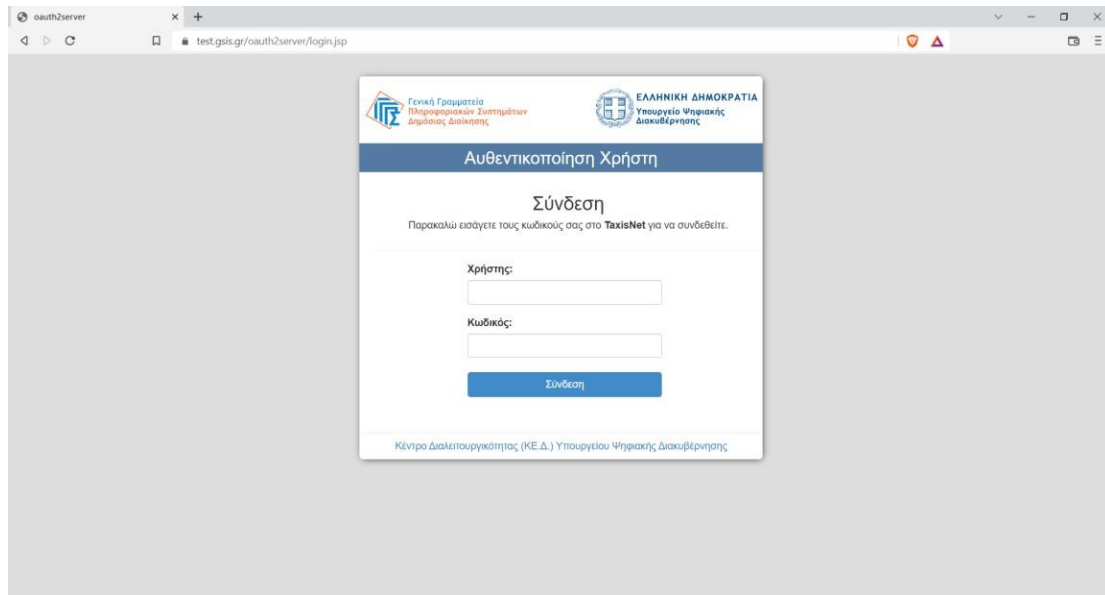 oauth2server
test.gsis.gr/oauth2server/login.jsp
Γενική Γραμματεία
Πληροφοριακών Συστημάτων
Δημόσιας Διοίκησης
ΕΛΛΗΝΙΚΗ ΔΗΜΟΚΡΑΤΙΑ
Υπουργείο Ψηφιακής
Διακυβέρνησης
Αυθεντικοποίηση Χρήστη
Σύνδεση
Παρακαλώ εισάγετε τους κωδικούς σας στο TaxisNet για να συνδεθείτε.
Χρήστης:
Κωδικός:
Σύνδεση
Κέντρο Διαλειτουργικότητας (ΚΕ.Δ.) Υπουργείου Ψηφιακής Διακυβέρνησης